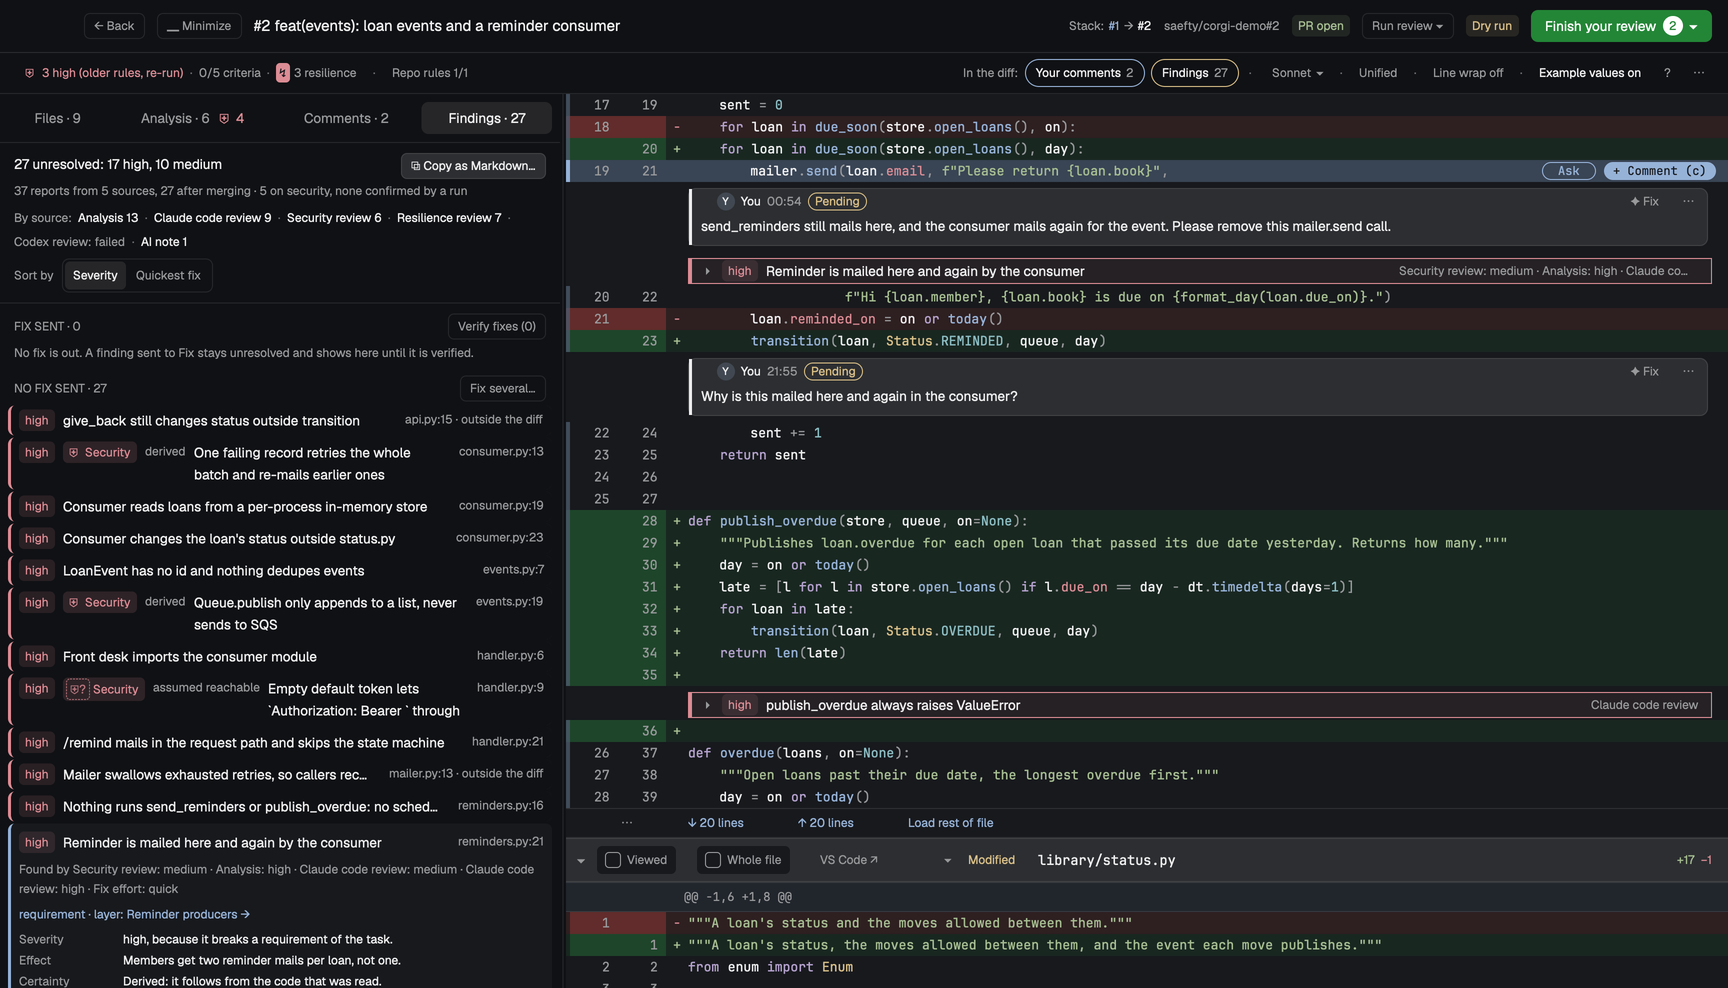 ← Back
Minimize
#2 feat(events): loan events and a reminder consumer
Stack: #1 → #2
saefty/corgi-demo#2
PR open
Run review
Dry run
Finish your review 2
3 high (older rules, re-run) · 0/5 criteria · 3 resilience · Repo rules 1/1
In the diff: Your comments 2 Findings 27 · Sonnet · Unified · Line wrap off · Example values on ? ···
Files · 9
Analysis · 6 4
Comments · 2
Findings · 27
27 unresolved: 17 high, 10 medium
Copy as Markdown...
37 reports from 5 sources, 27 after merging · 5 on security, none confirmed by a run
By source: Analysis 13 · Claude code review 9 · Security review 6 · Resilience review 7 ·
Codex review: failed · AI note 1
Sort by Severity Quickest fix
FIX SENT · 0
Verify fixes (0)
No fix is out. A finding sent to Fix stays unresolved and shows here until it is verified.
NO FIX SENT · 27
Fix several...
high give_back still changes status outside transition api.py:15 · outside the diff
high Security derived One failing record retries the whole consumer.py:13
batch and re-mails earlier ones
high Consumer reads loans from a per-process in-memory store consumer.py:19
high Consumer changes the loan's status outside status.py consumer.py:23
high LoanEvent has no id and nothing dedupes events events.py:7
high Security derived Queue.publish only appends to a list, never events.py:19
sends to SQS
high Front desk imports the consumer module handler.py:6
high ? Security assumed reachable Empty default token lets handler.py:9
`Authorization: Bearer ` through
high /remind mails in the request path and skips the state machine handler.py:21
high Mailer swallows exhausted retries, so callers rec... mailer.py:13 · outside the diff
high Nothing runs send_reminders or publish_overdue: no sched... reminders.py:16
high Reminder is mailed here and again by the consumer reminders.py:21
Found by Security review: medium · Analysis: high · Claude code review: medium · Claude code
review: high · Fix effort: quick
requirement · layer: Reminder producers →
Severity high, because it breaks a requirement of the task.
Effect Members get two reminder mails per loan, not one.
Certainty Derived: it follows from the code that was read.
17 19 sent = 0
18 - for loan in due_soon(store.open_loans(), on):
20 + for loan in due_soon(store.open_loans(), day):
19 21 mailer.send(loan.email, f"Please return {loan.book}",
Ask
+ Comment (c)
Y You 00:54 Pending
Fix ···
send_reminders still mails here, and the consumer mails again for the event. Please remove this mailer.send call.
high Reminder is mailed here and again by the consumer Security review: medium · Analysis: high · Claude co...
20 22 f"Hi {loan.member}, {loan.book} is due on {format_day(loan.due_on)}.")
21 - loan.reminded_on = on or today()
23 + transition(loan, Status.REMINDED, queue, day)
Y You 21:55 Pending
Fix ···
Why is this mailed here and again in the consumer?
22 24 sent += 1
23 25 return sent
24 26
25 27
28 + def publish_overdue(store, queue, on=None):
29 + """Publishes loan.overdue for each open loan that passed its due date yesterday. Returns how many."""
30 + day = on or today()
31 + late = [l for l in store.open_loans() if l.due_on == day - dt.timedelta(days=1)]
32 + for loan in late:
33 + transition(loan, Status.OVERDUE, queue, day)
34 + return len(late)
35 +
high publish_overdue always raises ValueError Claude code review
36 +
26 37 def overdue(loans, on=None):
27 38 """Open loans past their due date, the longest overdue first."""
28 39 day = on or today()
··· ↓ 20 lines ↑ 20 lines Load rest of file
Viewed Whole file VS Code ↗ Modified library/status.py +17 −1
@@ -1,6 +1,8 @@
1 - """A loan's status and the moves allowed between them."""
1 + """A loan's status, the moves allowed between them, and the event each move publishes."""
2 2 from enum import Enum